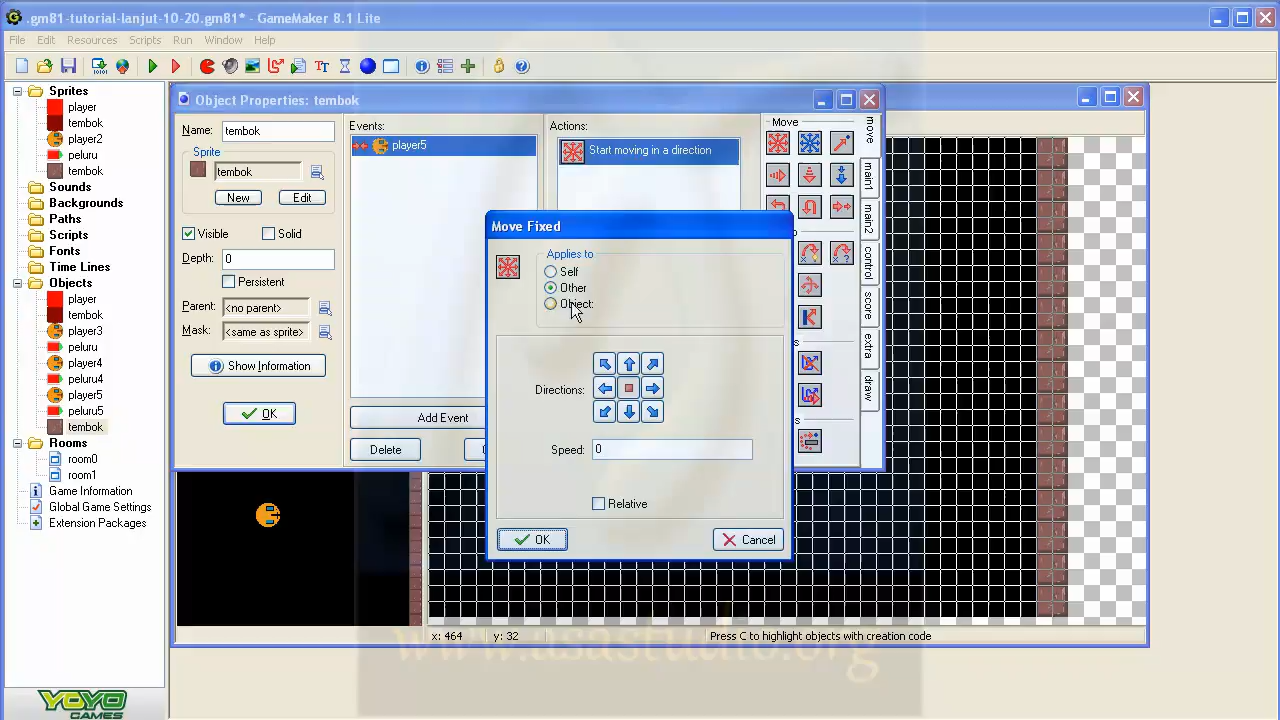 .gm81-tutorial-lanjut-10-20.gm81* - GameMaker 8.1 Lite
File Edit Resources Scripts Run Window Help
Sprites
player
tembok
player2
peluru
tembok
Sounds
Backgrounds
Paths
Scripts
Fonts
Time Lines
Objects
player
tembok
player3
peluru
player4
peluru4
player5
peluru5
tembok
Rooms
room0
room1
Game Information
Global Game Settings
Extension Packages
YOYO
GAMES
Object Properties: tembok
Name: tembok
Sprite
tembok
New Edit
Visible Solid
Depth: 0
Persistent
Parent: <no parent>
Mask: <same as sprite>
Show Information
OK
Events:
player5
Add Event
Delete
Actions:
Start moving in a direction
Move
move
main1
main2
control
score
extra
draw
Move Fixed
Applies to
Self
Other
Object:
Directions:
Speed: 0
Relative
OK Cancel
x: 464 y: 32 Press C to highlight objects with creation code
www.usastudio.org